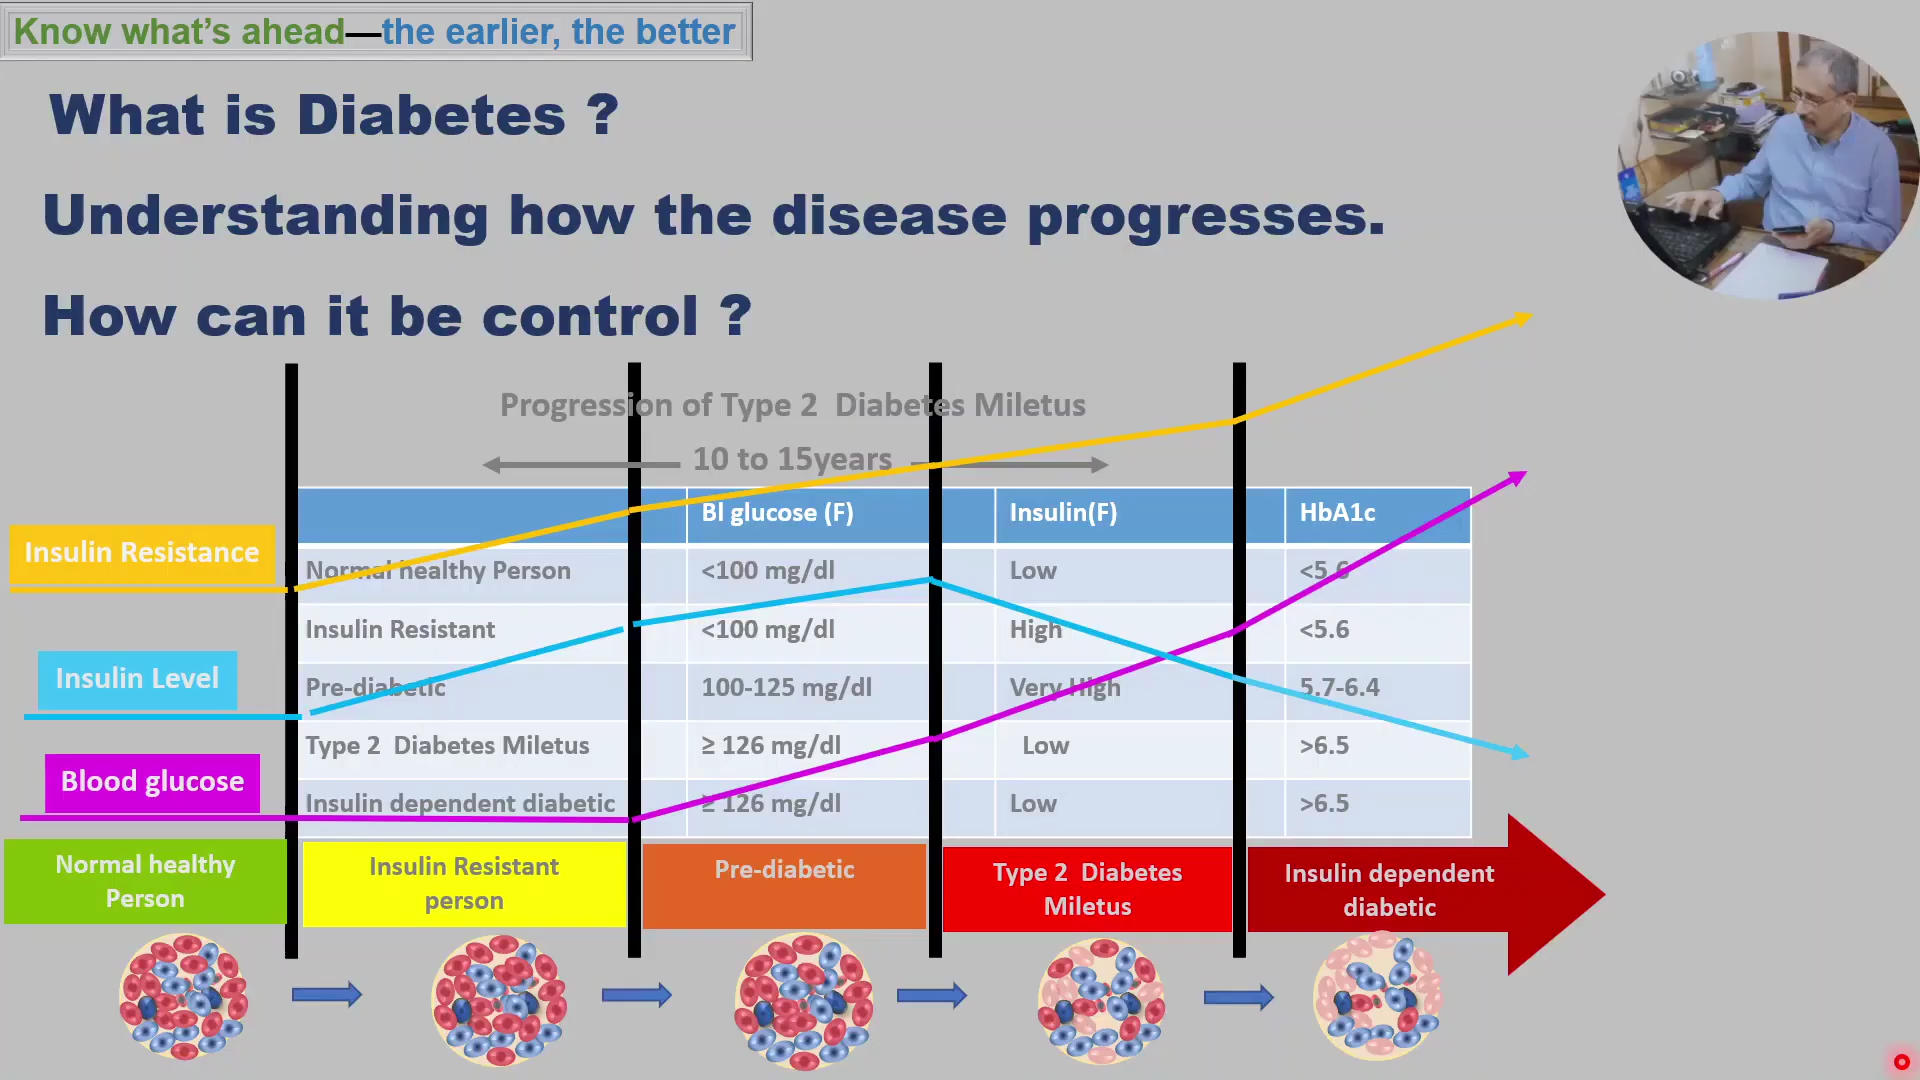 Know what’s ahead—the earlier, the better
What is Diabetes ?
Understanding how the disease progresses.
How can it be control ?
Progression of Type 2 Diabetes Miletus
10 to 15years
Bl glucose (F) Insulin(F) HbA1c
Normal healthy Person <100 mg/dl Low <5.6
Insulin Resistant <100 mg/dl High <5.6
Pre-diabetic 100-125 mg/dl Very High 5.7-6.4
Type 2 Diabetes Miletus ≥ 126 mg/dl Low >6.5
Insulin dependent diabetic ≥ 126 mg/dl Low >6.5
Insulin Resistance
Insulin Level
Blood glucose
Normal healthy
Person
Insulin Resistant
person
Pre-diabetic
Type 2 Diabetes
Miletus
Insulin dependent
diabetic